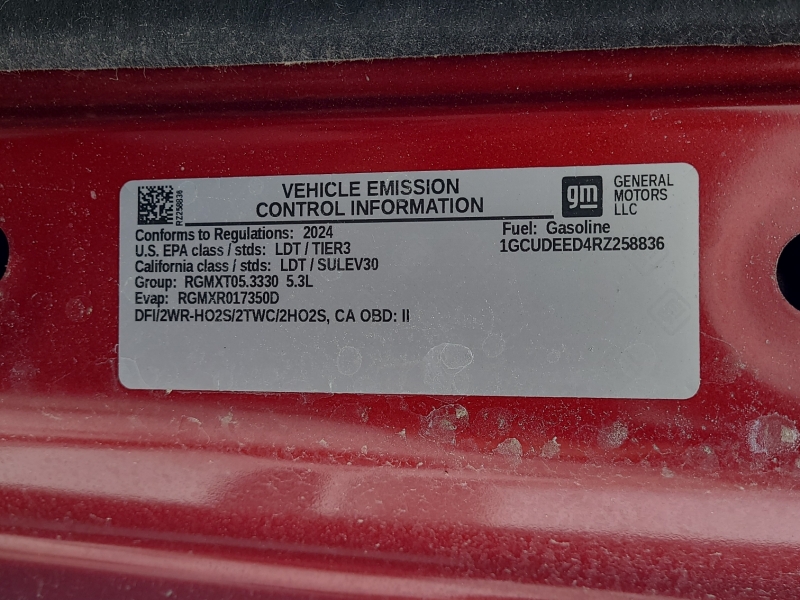 RZ258836
VEHICLE EMISSION
CONTROL INFORMATION
gm
GENERAL
MOTORS
LLC
Conforms to Regulations: 2024
U.S. EPA class / stds: LDT / TIER3
California class / stds: LDT / SULEV30
Group: RGMXT05.3330 5.3L
Evap: RGMXR017350D
DFI/2WR-HO2S/2TWC/2HO2S, CA OBD: II
Fuel: Gasoline
1GCUDEED4RZ258836